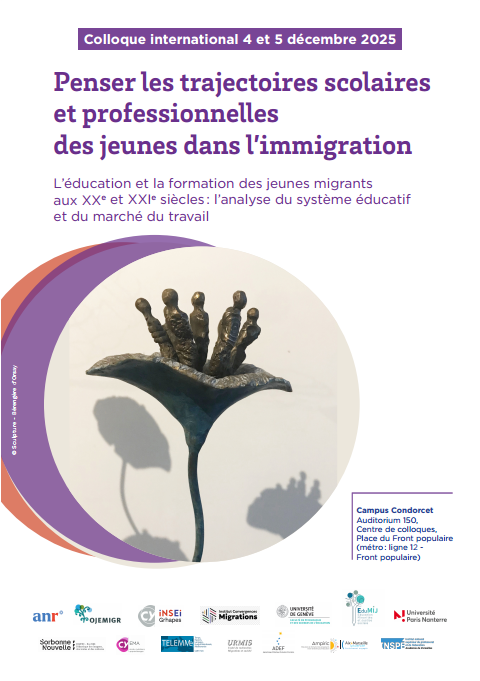 Colloque international 4 et 5 décembre 2025
Penser les trajectoires scolaires
et professionnelles
des jeunes dans l'immigration
L'éducation et la formation des jeunes migrants
aux XXᵉ et XXIᵉ siècles : l'analyse du système éducatif
et du marché du travail
© Sculpture - Bérengère d'Orsay
Campus Condorcet
Auditorium 150,
Centre de colloques,
Place du Front populaire
(métro : ligne 12 -
Front populaire)
anr
OJEMIGR
CY
INSEi
Grhapes
Institut Convergences
Migrations
UNIVERSITÉ
DE GENÈVE
EduMiJ
Université
Paris Nanterre
Sorbonne
Nouvelle
EMA
TELEMMe
URMIS
ADEF
Ampiric
Aix-Marseille
INSPÉ